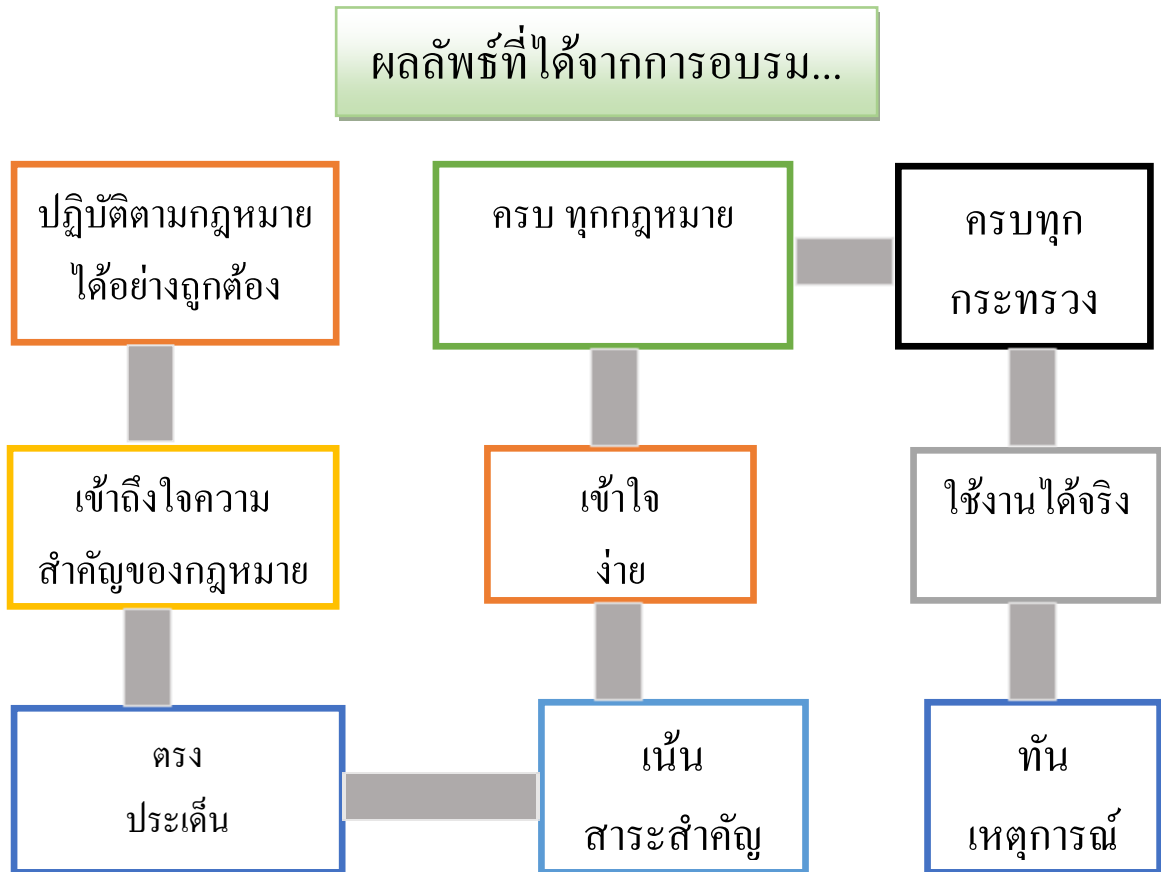 ผลลัพธ์ที่ได้จากการอบรม...
ปฏิบัติตามกฎหมาย
ได้อย่างถูกต้อง
ครบ ทุกกฎหมาย
ครบทุก
กระทรวง
เข้าถึงใจความ
สำคัญของกฎหมาย
เข้าใจ
ง่าย
ใช้งานได้จริง
ตรง
ประเด็น
เน้น
สาระสำคัญ
ทัน
เหตุการณ์